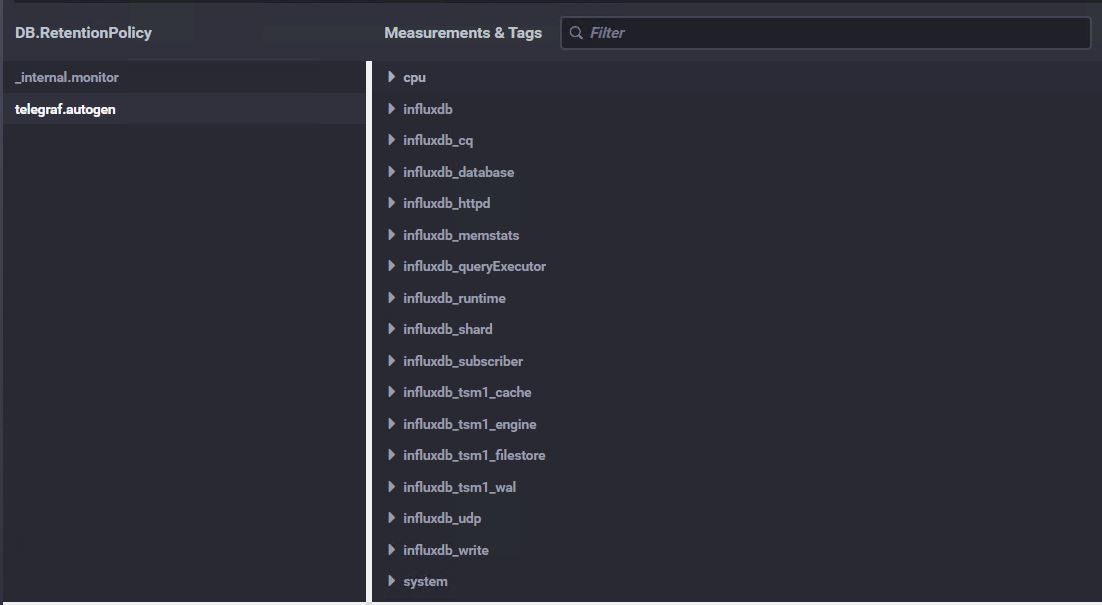 DB.RetentionPolicy
Measurements & Tags
Filter
_internal.monitor
telegraf.autogen
cpu
influxdb
influxdb_cq
influxdb_database
influxdb_httpd
influxdb_memstats
influxdb_queryExecutor
influxdb_runtime
influxdb_shard
influxdb_subscriber
influxdb_tsm1_cache
influxdb_tsm1_engine
influxdb_tsm1_filestore
influxdb_tsm1_wal
influxdb_udp
influxdb_write
system